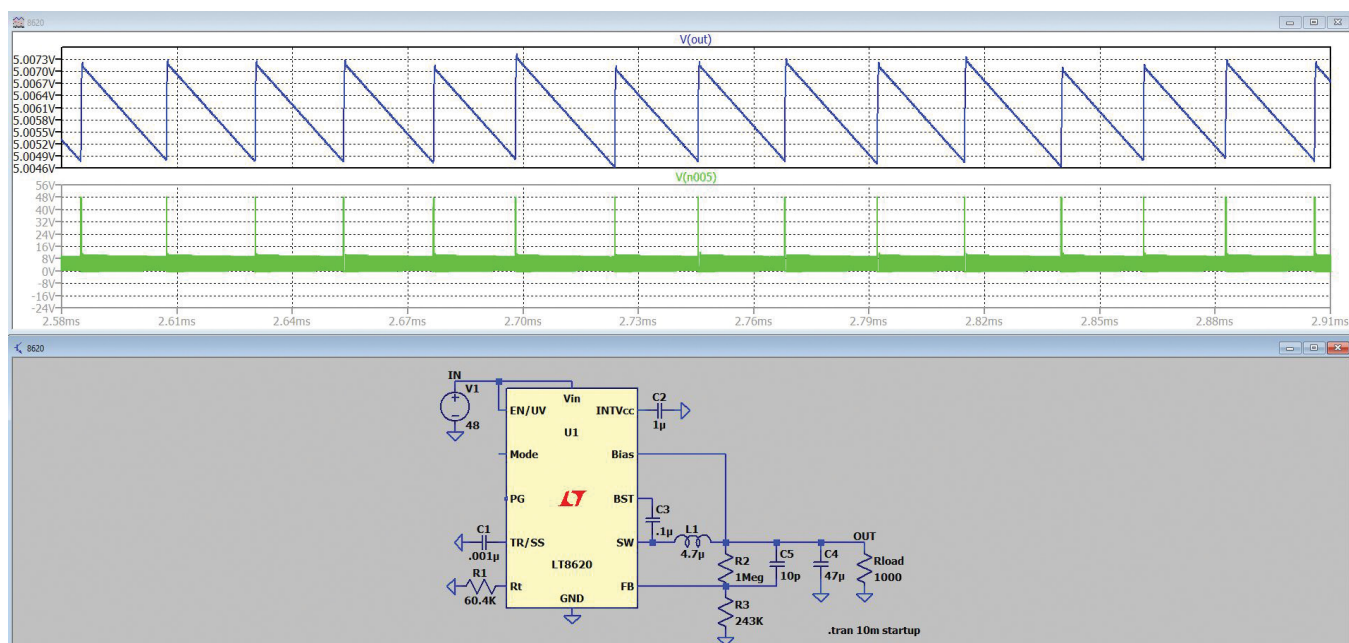 8620
V(out)
5.0073V
5.0070V
5.0067V
5.0064V
5.0061V
5.0058V
5.0055V
5.0052V
5.0049V
5.0046V
V(n005)
56V
48V
40V
32V
24V
16V
8V
0V
-8V
-16V
-24V
2.58ms 2.61ms 2.64ms 2.67ms 2.70ms 2.73ms 2.76ms 2.79ms 2.82ms 2.85ms 2.88ms 2.91ms
8620
IN
V1
48
Vin
EN/UV
INTVcc
C2
1µ
U1
Mode
Bias
PG
BST
C3
.1µ
C1
.001µ
TR/SS
SW
L1
4.7µ
OUT
R1
60.4K
Rt
LT8620
FB
GND
R2
1Meg
C5
10p
C4
47µ
Rload
1000
R3
243K
.tran 10m startup